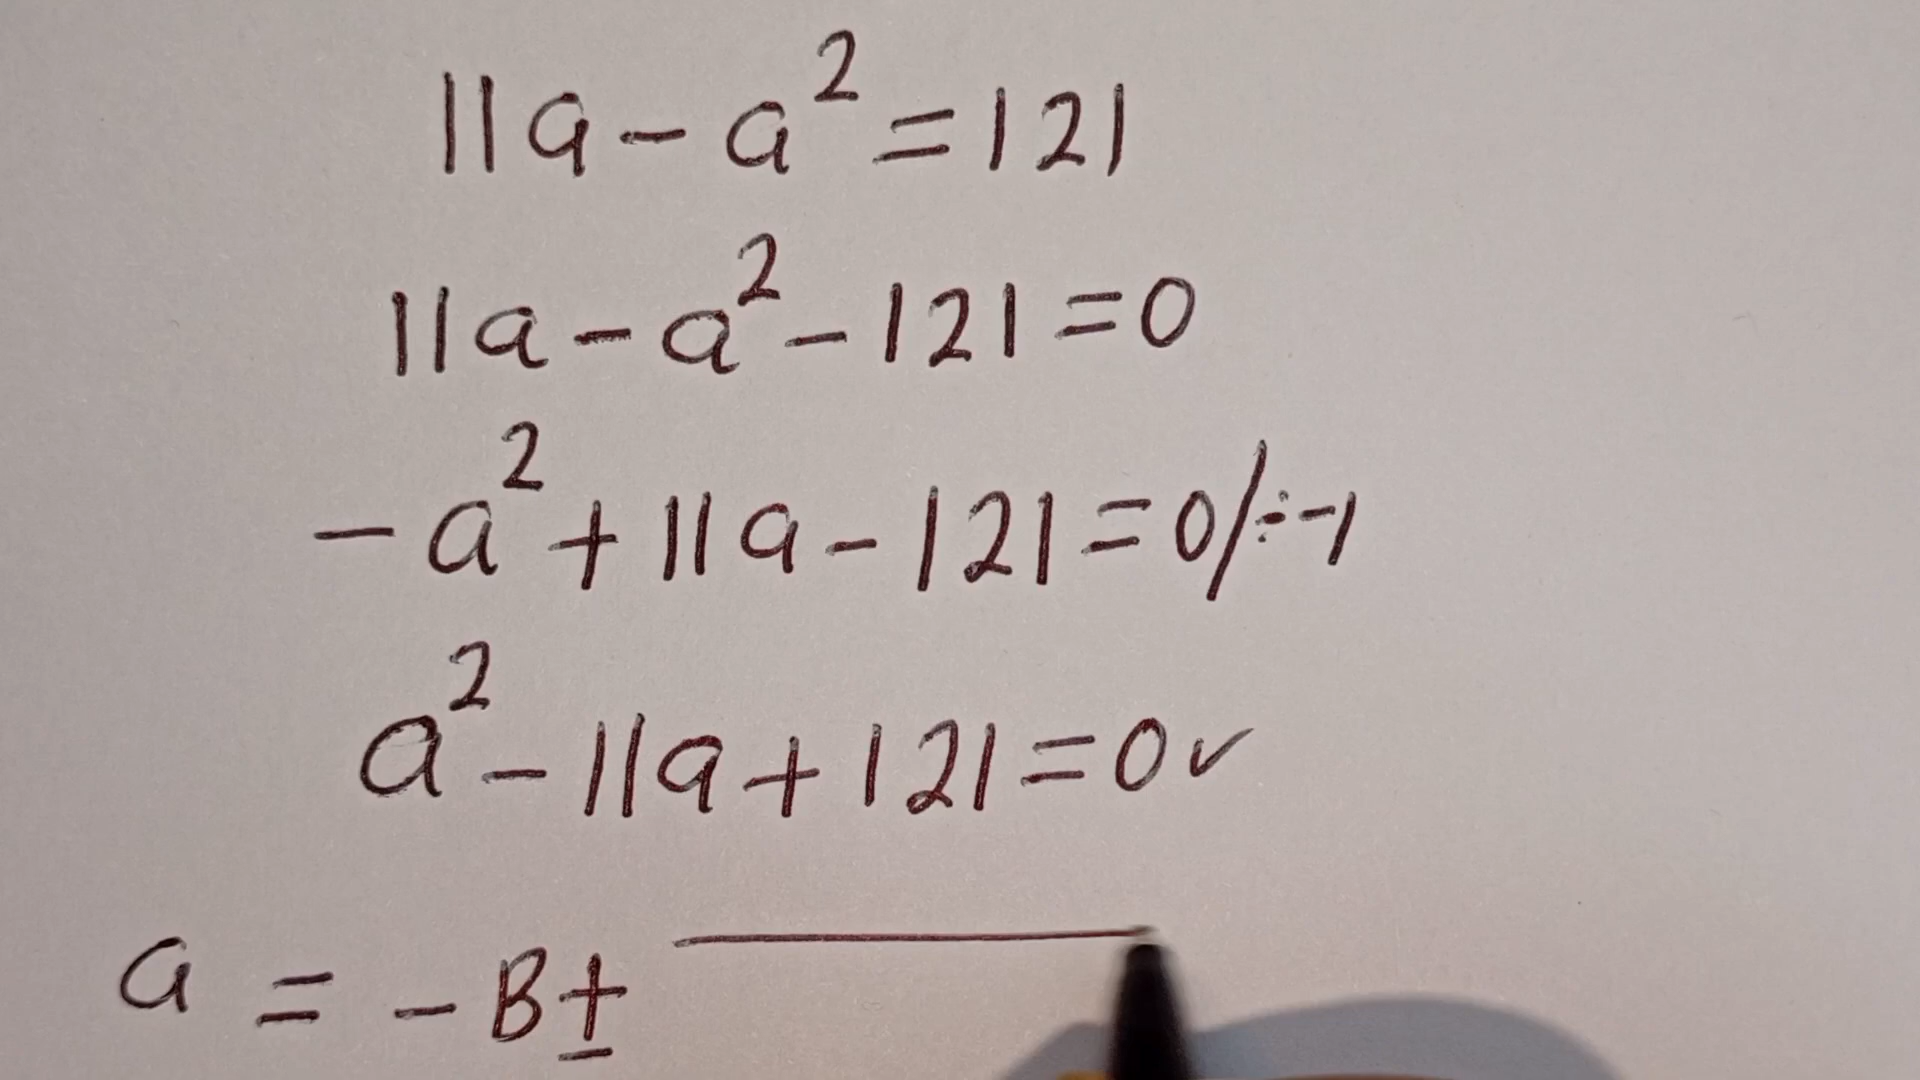 11a - a² = 121
11a - a² - 121 = 0
- a² + 11a - 121 = 0 / ÷ -1
a² - 11a + 121 = 0 ✓
a = - B ±